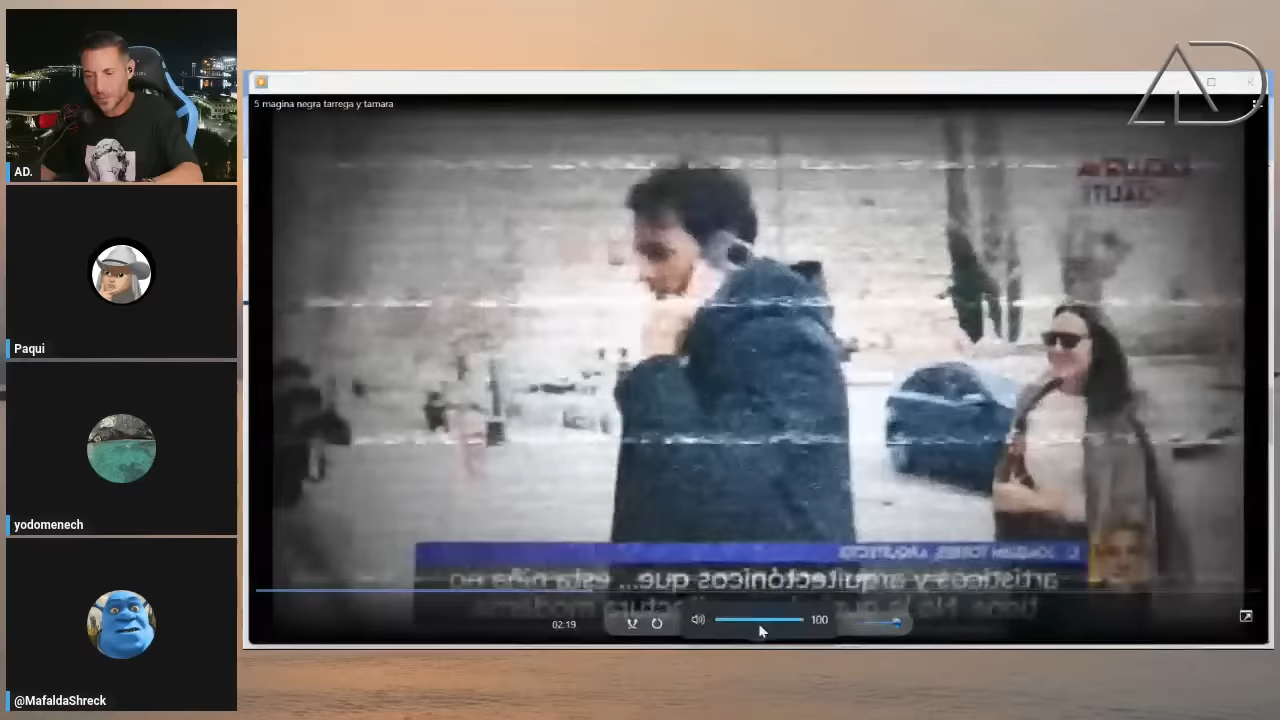 AD.
Paqui
yodomenech
@MafaldaShreck
5 magina negra tarrega y tamara
AD
JOAQUÍN TORRES, ARQUITECTO
artísticos y arquitectónicos que... esta niña no
02:19
100